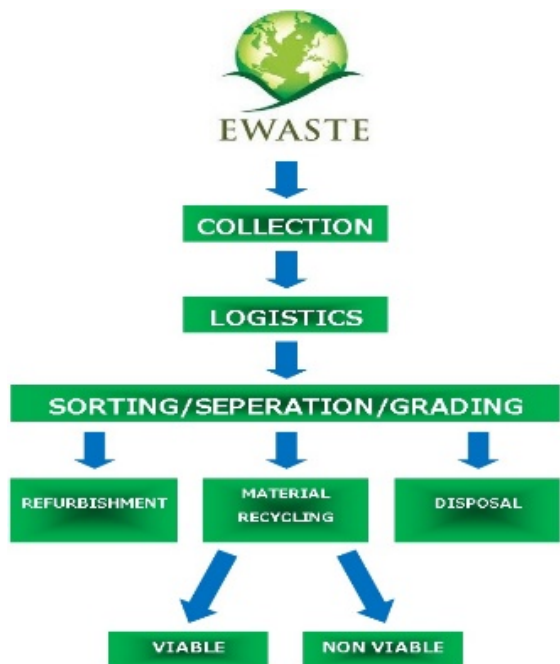 EWASTE
COLLECTION
LOGISTICS
SORTING/SEPERATION/GRADING
REFURBISHMENT
MATERIAL
RECYCLING
DISPOSAL
VIABLE
NON VIABLE